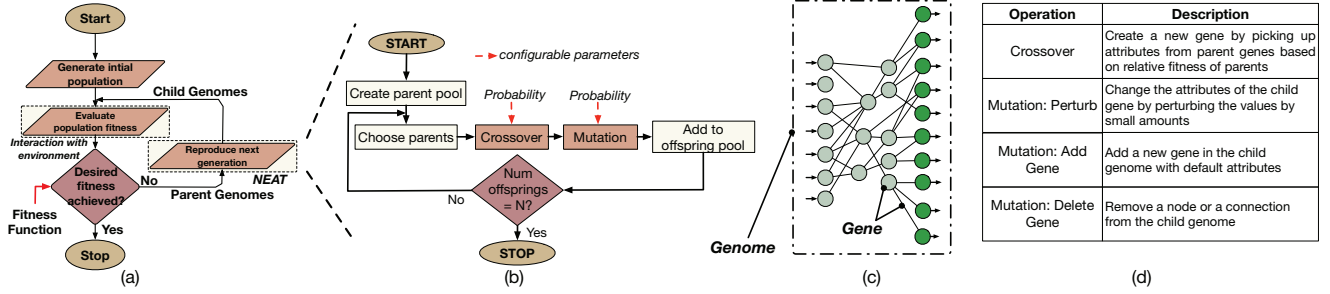 Start
Generate intial
population
Child Genomes
Evaluate
population fitness
Interaction with
environment
Reproduce next
generation
NEAT
Desired
fitness
achieved?
No
Parent Genomes
Fitness
Function
Yes
Stop
(a)
START
configurable parameters
Create parent pool
Probability
Probability
Choose parents
Crossover
Mutation
Add to
offspring pool
Num
offsprings
= N?
No
Yes
STOP
(b)
Genome
Gene
(c)
Operation
Description
Crossover
Create a new gene by picking up
attributes from parent genes based
on relative fitness of parents
Mutation: Perturb
Change the attributes of the child
gene by perturbing the values by
small amounts
Mutation: Add
Gene
Add a new gene in the child
genome with default attributes
Mutation: Delete
Gene
Remove a node or a connection
from the child genome
(d)